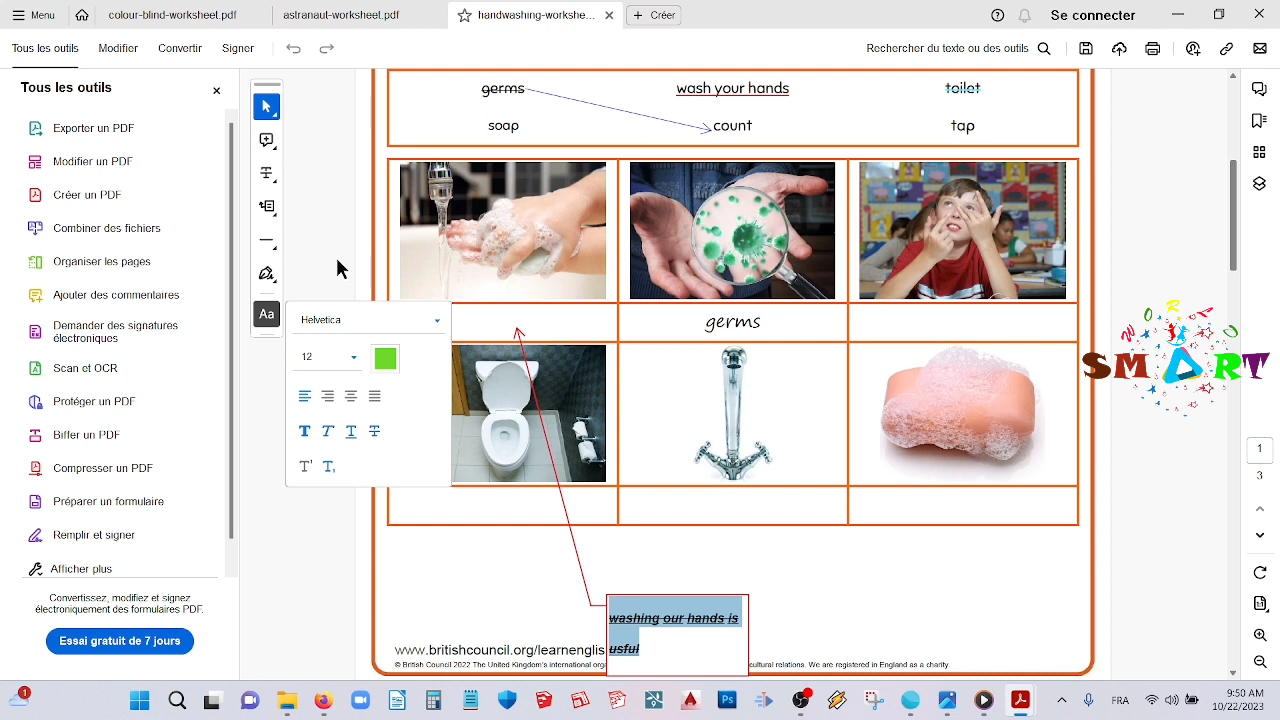 Menu
colour-blind-webpdf.pdf
astranaut-worksheet.pdf
handwashing-worksheet-...
+ Créer
Se connecter
Tous les outils
Modifier
Convertir
Signer
Rechercher du texte ou des outils
Tous les outils
Exporter un PDF
Modifier un PDF
Créer un PDF
Combiner des fichiers
Organiser les pages
Ajouter des commentaires
Demander des signatures
électroniques
Scan et OCR
Protéger un PDF
Biffer un PDF
Compresser un PDF
Préparer un formulaire
Remplir et signer
Afficher plus
Convertissez, modifiez et signez
électroniquement des formulaires PDF.
Essai gratuit de 7 jours
Aa
Helvetica
12
germs
wash your hands
toilet
soap
count
tap
germs
washing our hands is
usful
www.britishcouncil.org/learnenglis
© British Council 2022 The United Kingdom's international orga
cultural relations. We are registered in England as a charity.
NOR YOU
SMART
1
3
1
FRA
9:50 AM
10/22/2023